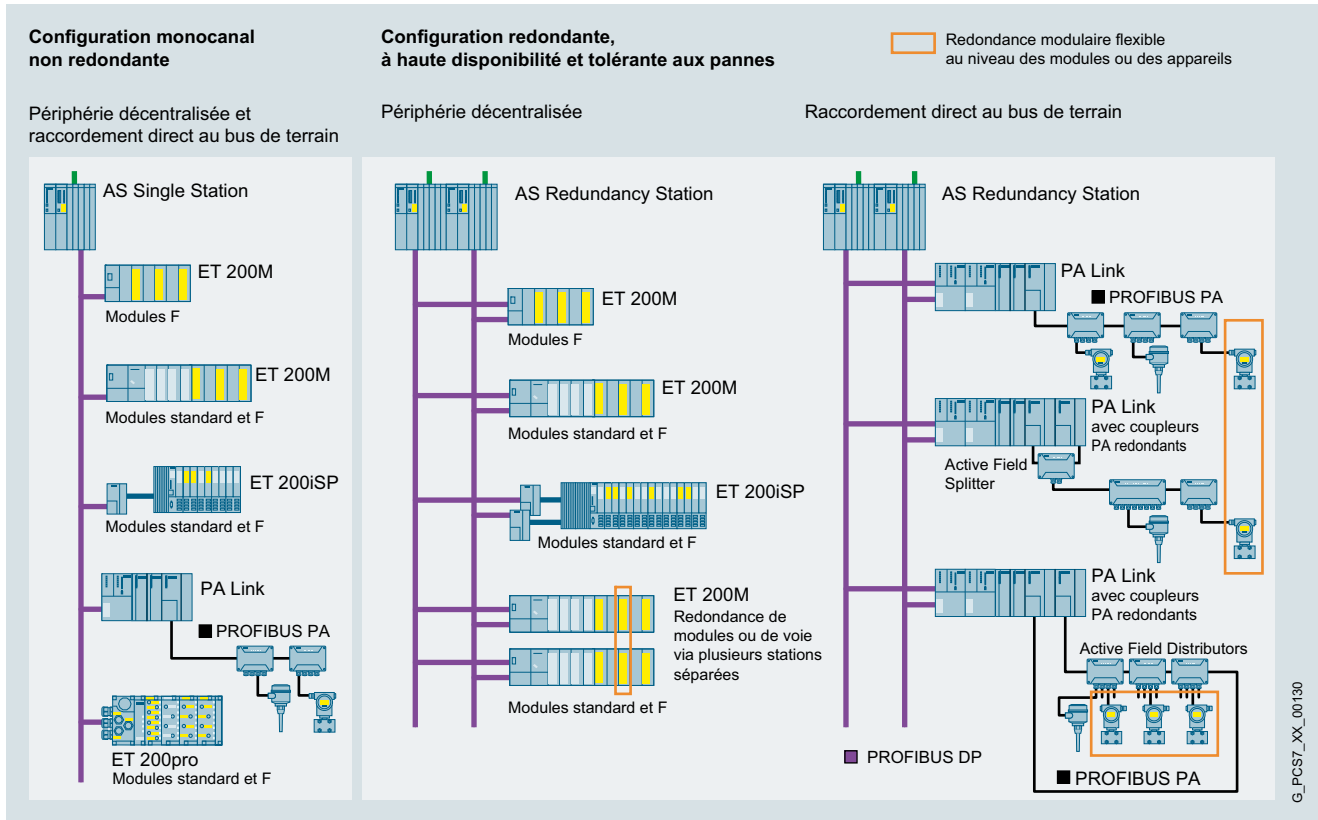 Configuration monocanal
non redondante
Configuration redondante,
à haute disponibilité et tolérante aux pannes
Redondance modulaire flexible
au niveau des modules ou des appareils
Périphérie décentralisée et
raccordement direct au bus de terrain
Périphérie décentralisée
Raccordement direct au bus de terrain
AS Single Station
ET 200M
Modules F
ET 200M
Modules standard et F
ET 200iSP
Modules standard et F
PA Link
PROFIBUS PA
ET 200pro
Modules standard et F
AS Redundancy Station
ET 200M
Modules F
ET 200M
Modules standard et F
ET 200iSP
Modules standard et F
ET 200M
Redondance de
modules ou de voie
via plusieurs stations
séparées
Modules standard et F
AS Redundancy Station
PA Link
PROFIBUS PA
PA Link
avec coupleurs
PA redondants
Active Field
Splitter
PA Link
avec coupleurs
PA redondants
Active Field Distributors
PROFIBUS DP
PROFIBUS PA
G_PCS7_XX_00130